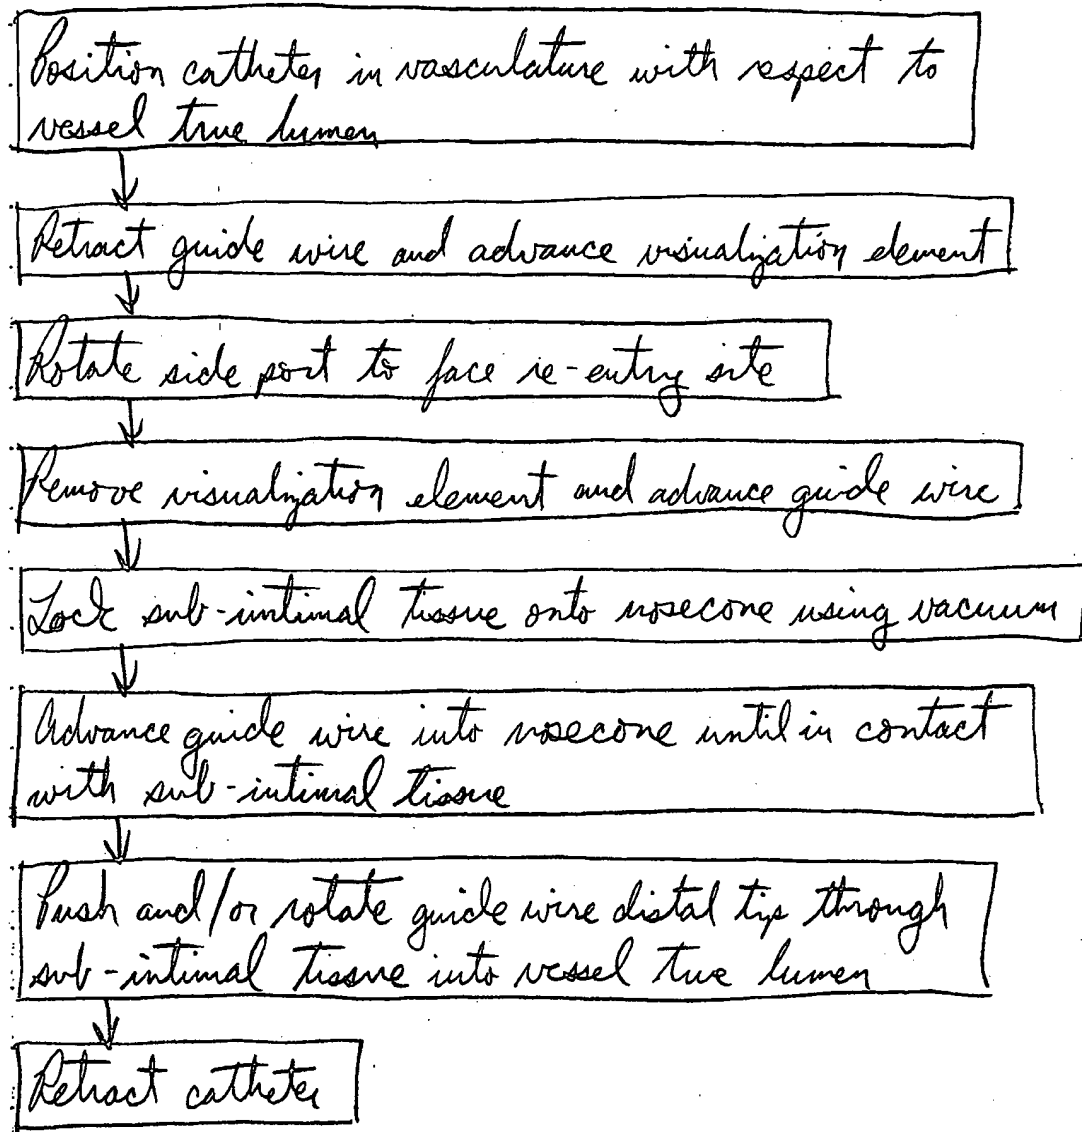 Position catheter in vasculature with respect to
vessel true lumen
Retract guide wire and advance visualization element
Rotate side port to face re-entry site
Remove visualization element and advance guide wire
Lock sub-intimal tissue onto nosecone using vacuum
Advance guide wire into nosecone until in contact
with sub-intimal tissue
Push and/or rotate guide wire distal tip through
sub-intimal tissue into vessel true lumen
Retract catheter